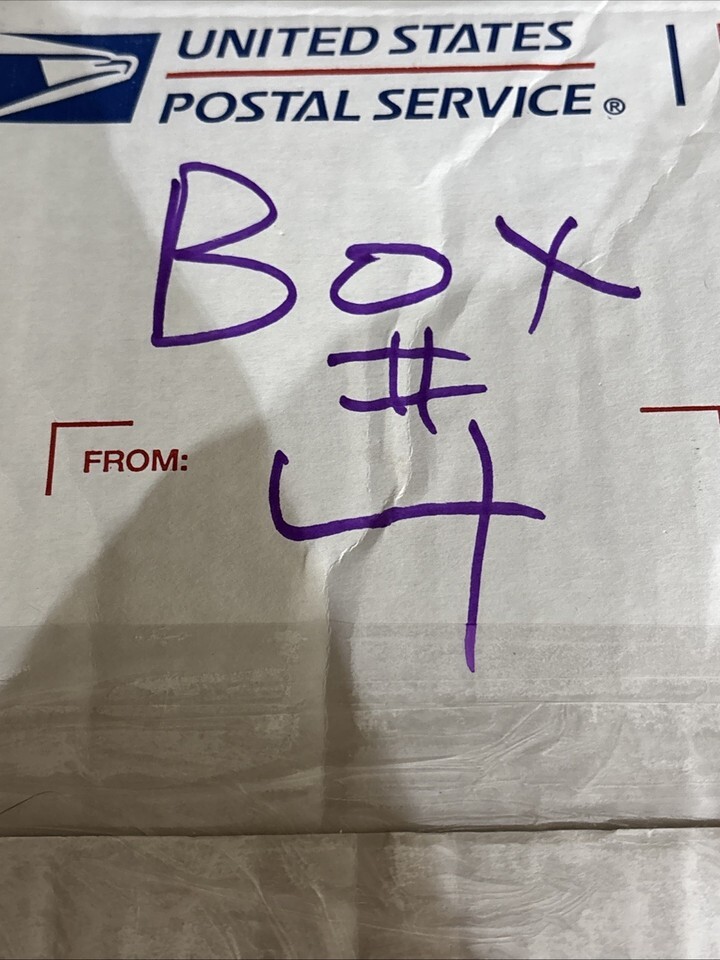 UNITED STATES
POSTAL SERVICE®
Box
#
4
FROM: